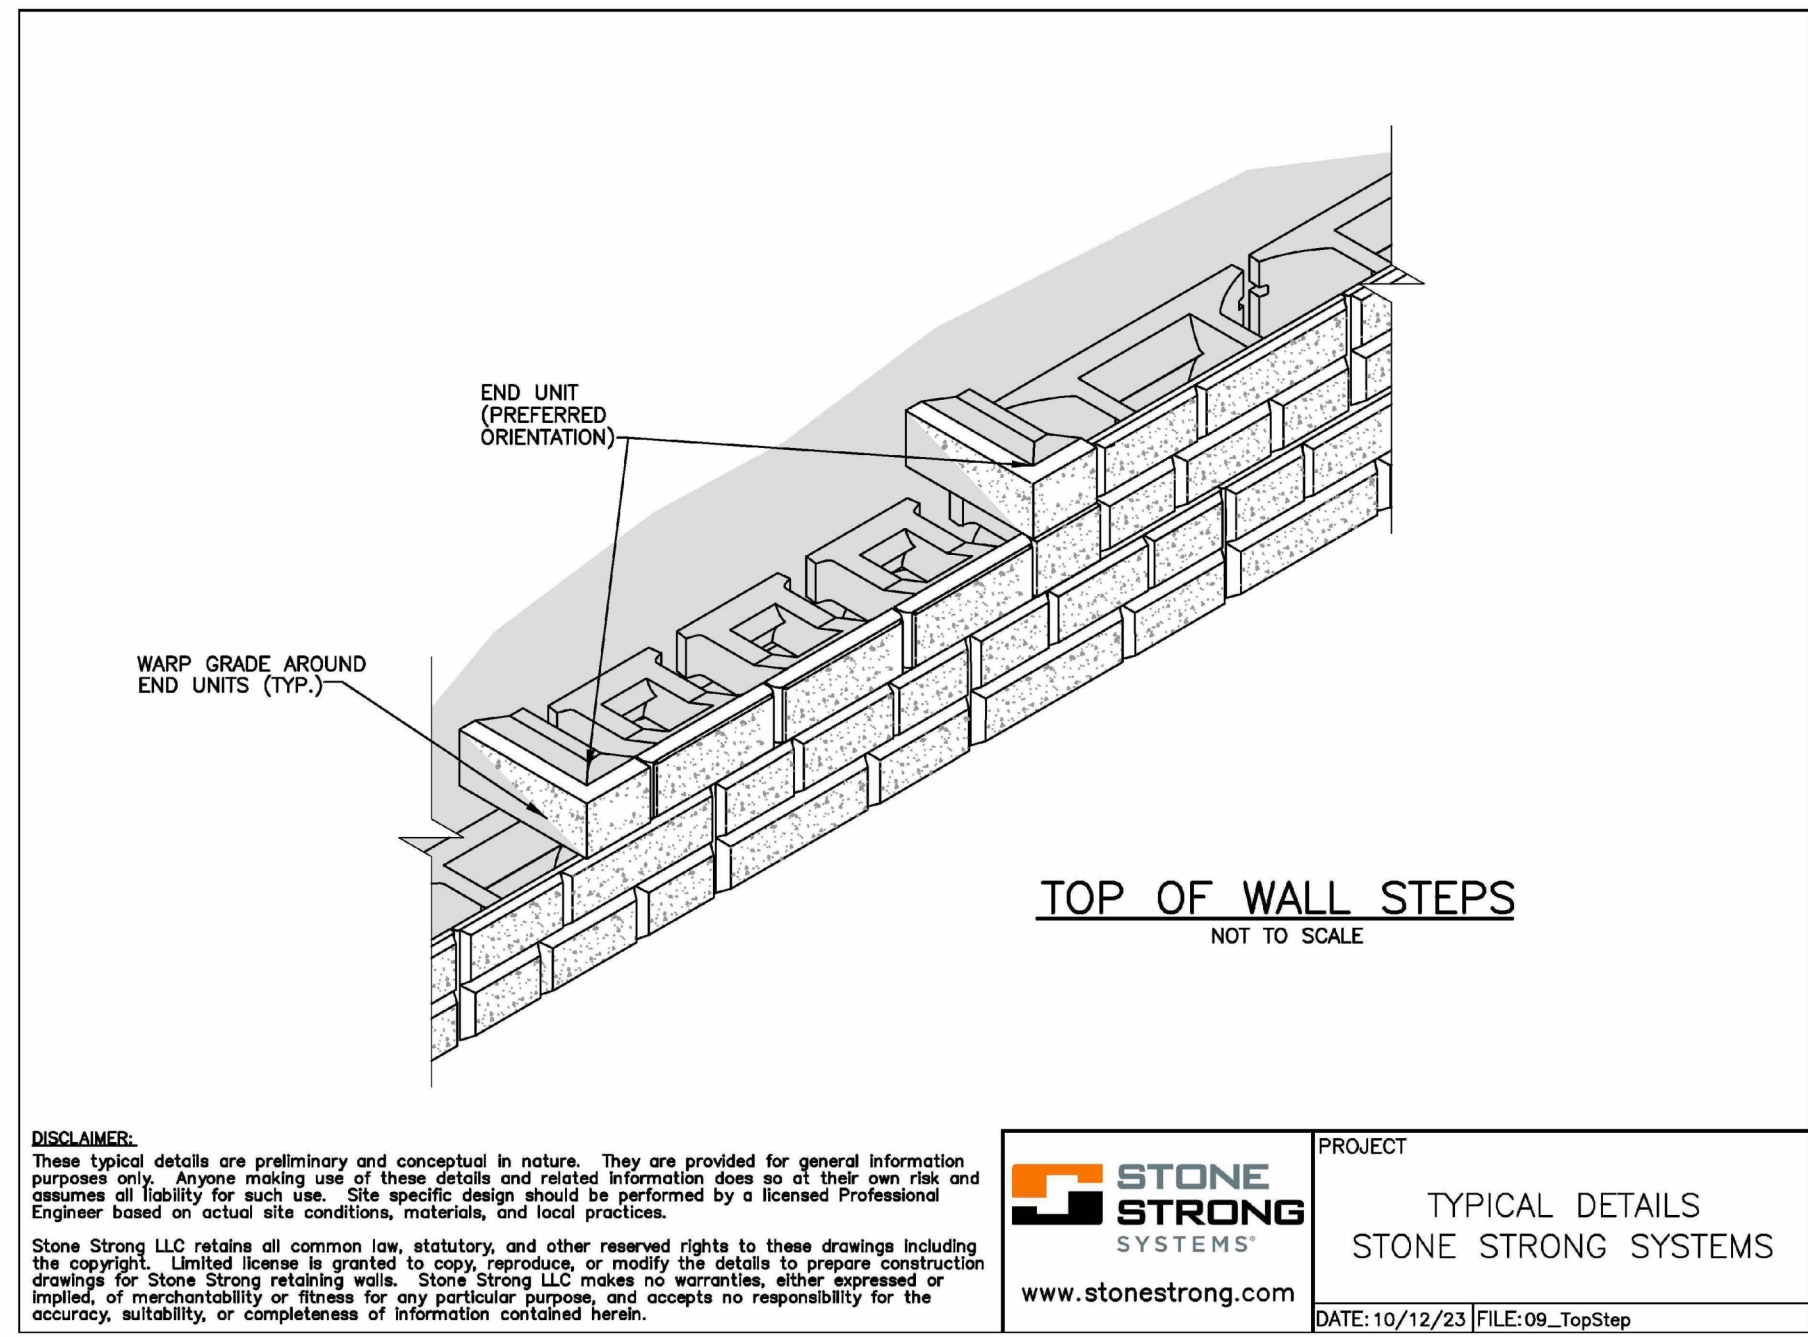 END UNIT
(PREFERRED
ORIENTATION)
WARP GRADE AROUND
END UNITS (TYP.)
TOP OF WALL STEPS
NOT TO SCALE
DISCLAIMER:
These typical details are preliminary and conceptual in nature. They are provided for general information
purposes only. Anyone making use of these details and related information does so at their own risk and
assumes all liability for such use. Site specific design should be performed by a licensed Professional
Engineer based on actual site conditions, materials, and local practices.
Stone Strong LLC retains all common law, statutory, and other reserved rights to these drawings including
the copyright. Limited license is granted to copy, reproduce, or modify the details to prepare construction
drawings for Stone Strong retaining walls. Stone Strong LLC makes no warranties, either expressed or
implied, of merchantability or fitness for any particular purpose, and accepts no responsibility for the
accuracy, suitability, or completeness of information contained herein.
STONE
STRONG
SYSTEMS®
www.stonestrong.com
PROJECT
TYPICAL DETAILS
STONE STRONG SYSTEMS
DATE: 10/12/23 FILE: 09_TopStep